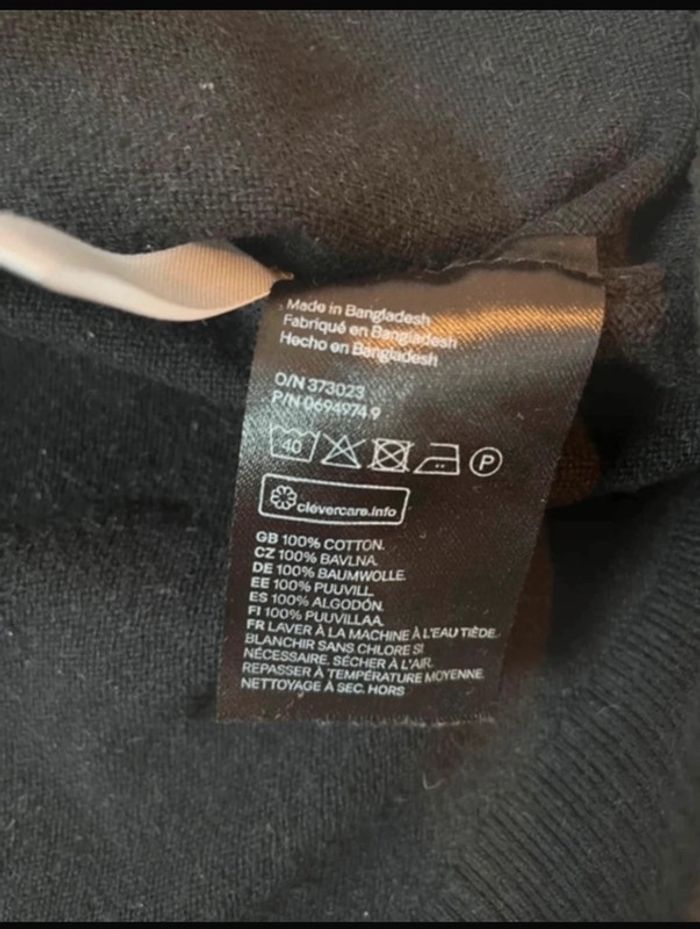 Made in Bangladesh
Fabriqué en Bangladesh
Hecho en Bangladesh
O/N 373023
P/N 0694974 9
40 P
clevercare.info
GB 100% COTTON.
CZ 100% BAVLNA.
DE 100% BAUMWOLLE.
EE 100% PUUVILL.
ES 100% ALGODÓN.
FI 100% PUUVILLAA.
FR LAVER À LA MACHINE À L'EAU TIÈDE.
BLANCHIR SANS CHLORE SI
NÉCESSAIRE. SÉCHER À L'AIR.
REPASSER À TEMPÉRATURE MOYENNE.
NETTOYAGE À SEC. HORS